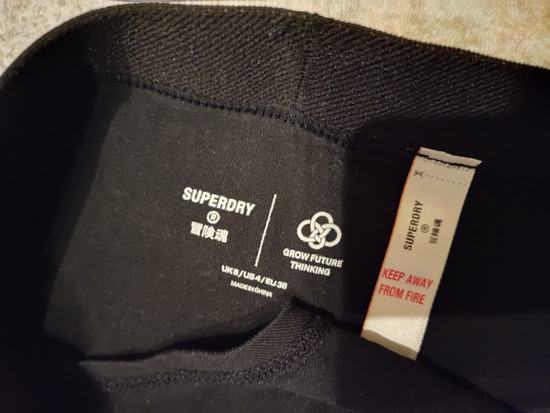 SUPERDRY
®
冒険魂
GROW FUTURE
THINKING
UK8/US4/EU36
MADE IN CHINA
SUPERDRY
®
冒険魂
KEEP AWAY
FROM FIRE